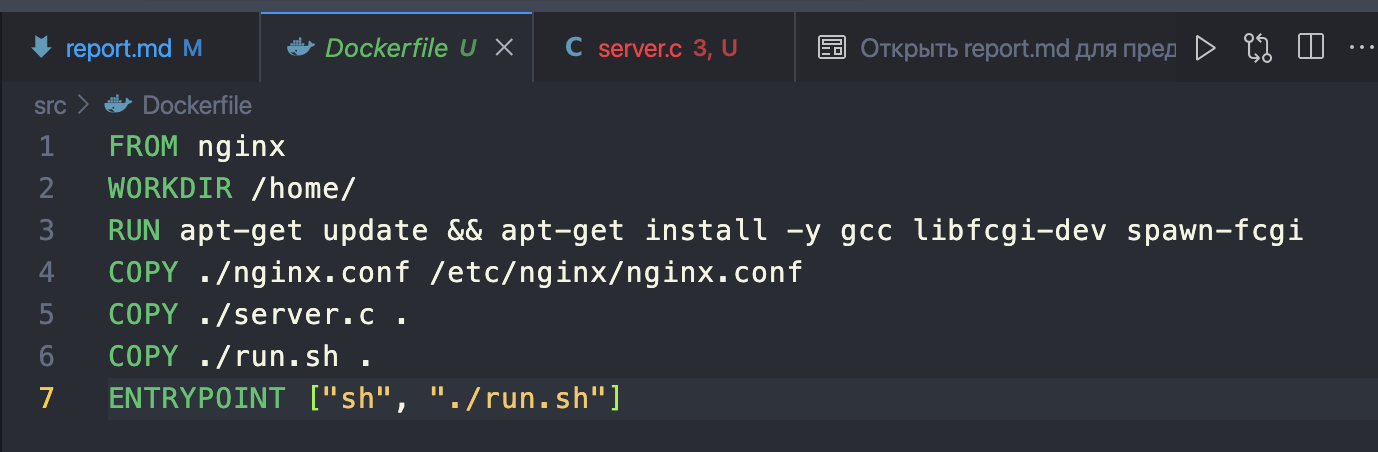 report.md M Dockerfile U server.c 3, U Открыть report.md для пред
src > Dockerfile
1 FROM nginx
2 WORKDIR /home/
3 RUN apt-get update && apt-get install -y gcc libfcgi-dev spawn-fcgi
4 COPY ./nginx.conf /etc/nginx/nginx.conf
5 COPY ./server.c .
6 COPY ./run.sh .
7 ENTRYPOINT ["sh", "./run.sh"]